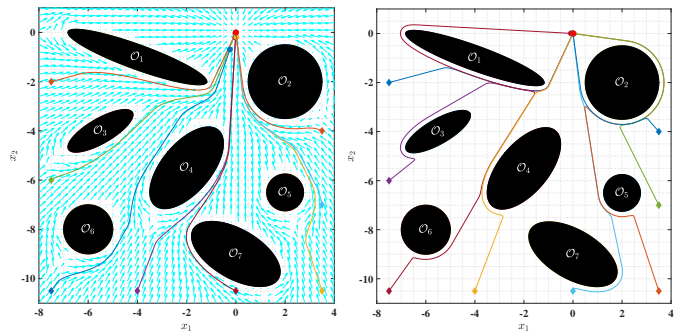 0
-2
-4
-6
-8
-10
x₂
𝒪₁
𝒪₂
𝒪₃
𝒪₄
𝒪₅
𝒪₆
𝒪₇
-8 -6 -4 -2 0 2 4
x₁
0
-2
-4
-6
-8
-10
x₂
𝒪₁
𝒪₂
𝒪₃
𝒪₄
𝒪₅
𝒪₆
𝒪₇
-8 -6 -4 -2 0 2 4
x₁